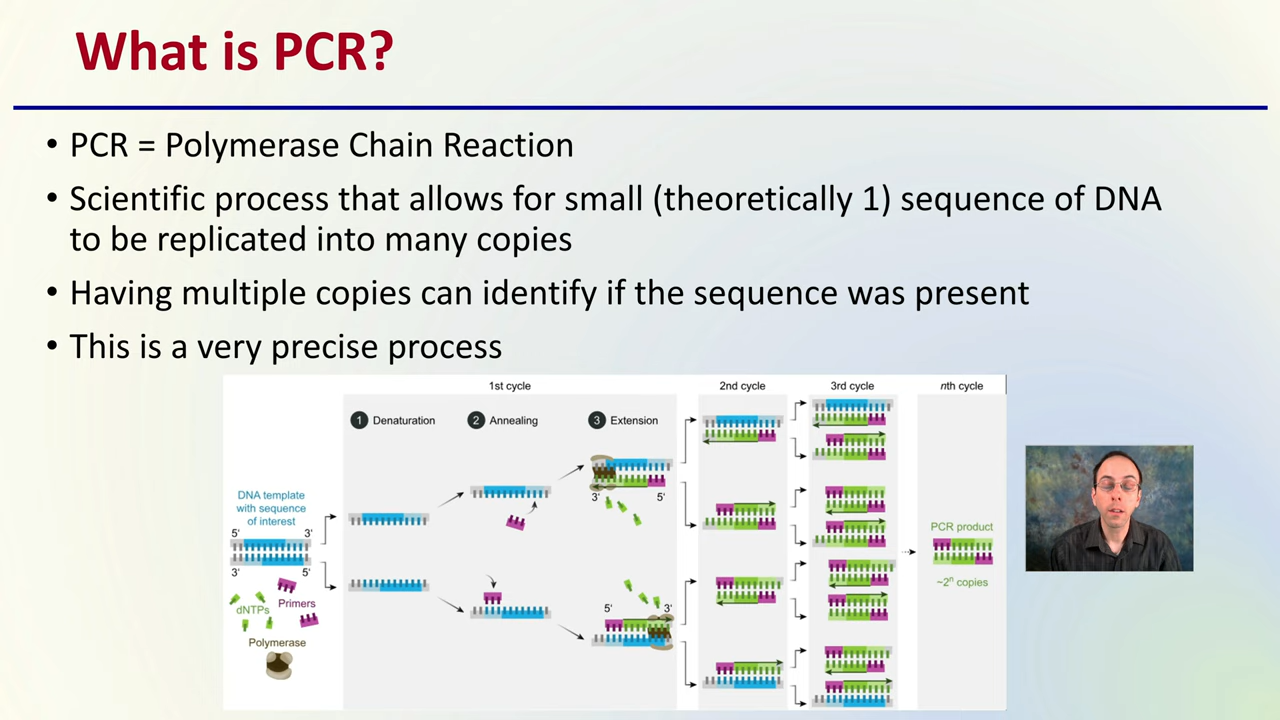 What is PCR?
• PCR = Polymerase Chain Reaction
• Scientific process that allows for small (theoretically 1) sequence of DNA
to be replicated into many copies
• Having multiple copies can identify if the sequence was present
• This is a very precise process
1st cycle
2nd cycle
3rd cycle
nth cycle
1 Denaturation
2 Annealing
3 Extension
DNA template
with sequence
of interest
5' 3'
3' 5'
dNTPs
Primers
Polymerase
3' 5'
5' 3'
PCR product
~2ⁿ copies